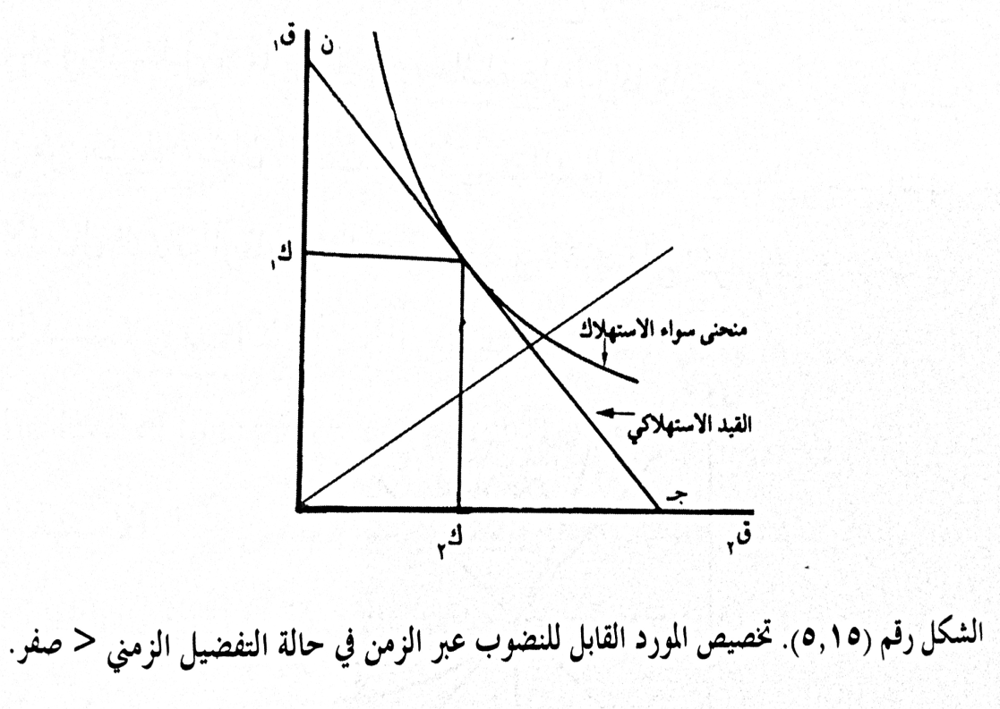 ق١
ن
ك١
منحنى سواء الاستهلاك
القيد الاستهلاكي
جـ
ك٢
ق٢
الشكل رقم (٥,١٥). تخصيص المورد القابل للنضوب عبر الزمن في حالة التفضيل الزمني < صفر.